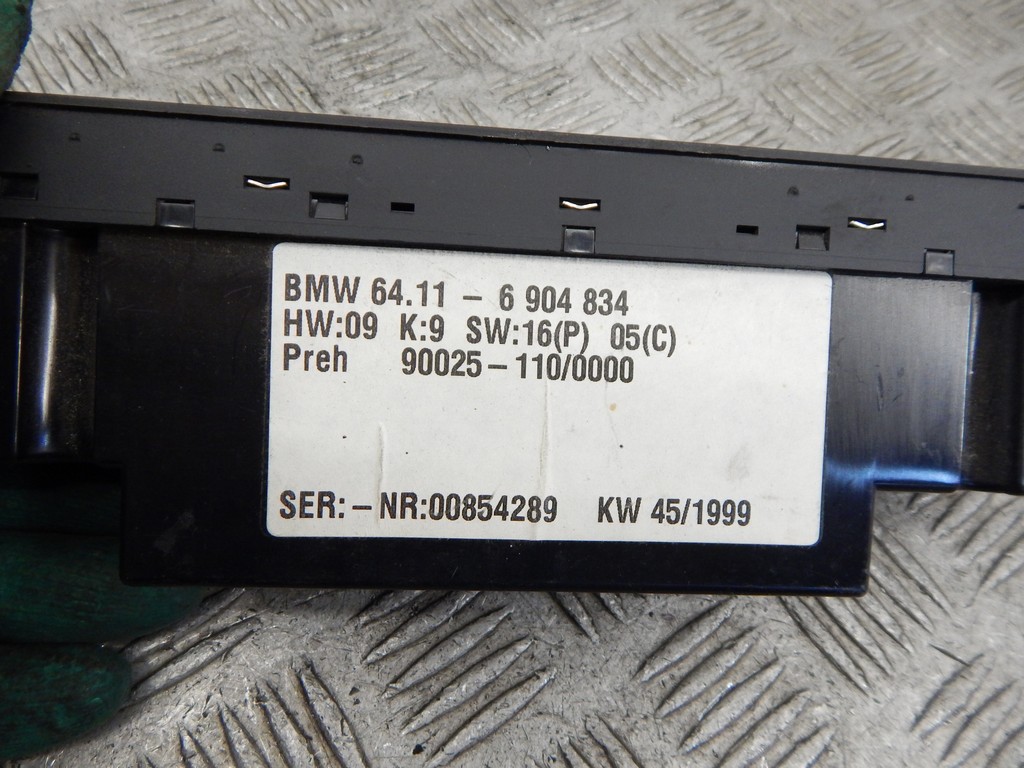 BMW 64.11 - 6 904 834
HW:09 K:9 SW:16(P) 05(C)
Preh 90025-110/0000
SER:-NR:00854289 KW 45/1999